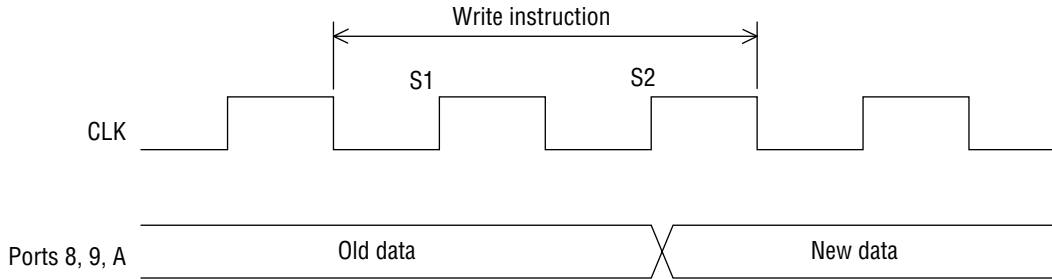 Write instruction
S1
S2
CLK
Ports 8, 9, A
Old data
New data